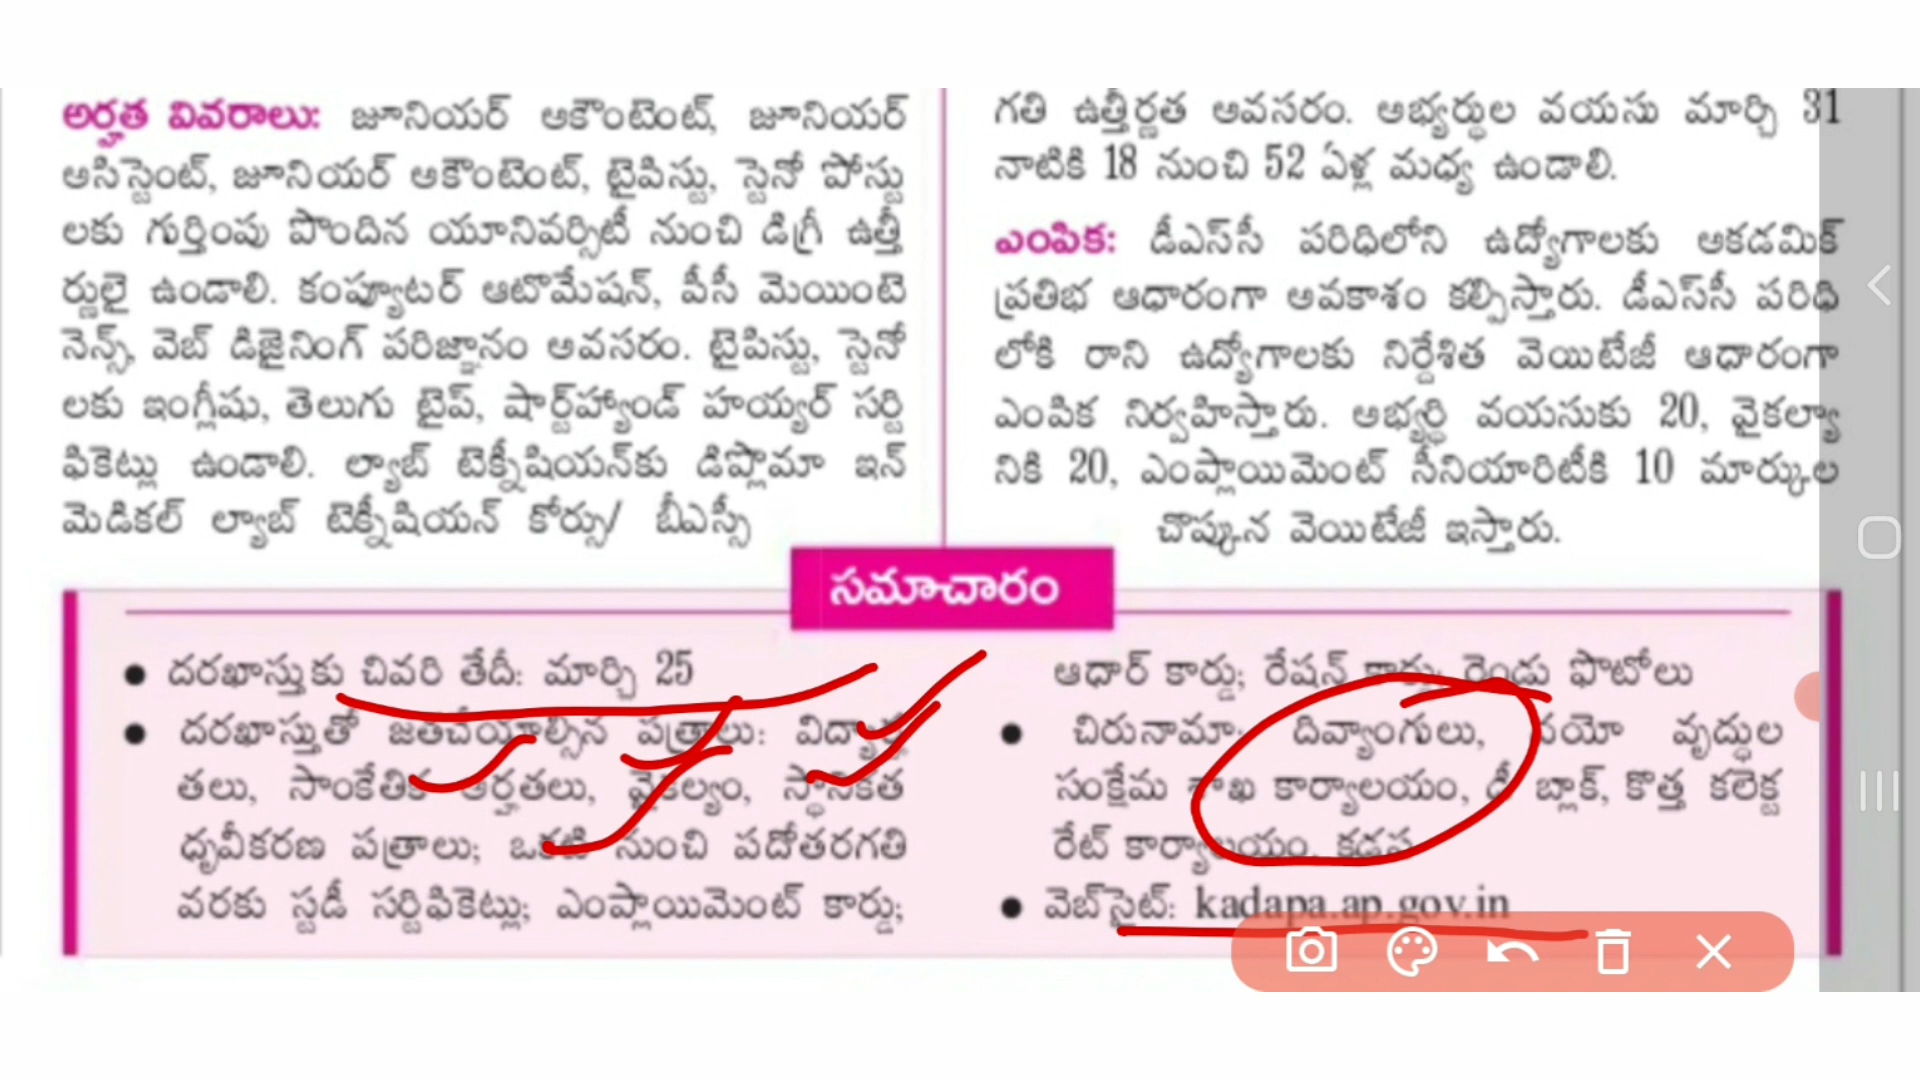 అర్హత వివరాలు: జూనియర్ ఆకౌంటెంట్, జూనియర్
అసిస్టెంట్, జూనియర్ అకౌంటెంట్, టైపిస్టు, స్టెనో పోస్టు
లకు గుర్తింపు పొందిన యూనివర్సిటీ నుంచి డిగ్రీ ఉత్తీ
ర్ణులై ఉండాలి. కంప్యూటర్ ఆటొమేషన్, పీసీ మెయింటె
నెన్స్, వెబ్ డిజైనింగ్ పరిజ్ఞానం అవసరం. టైపిస్టు, స్టెనో
లకు ఇంగ్లీషు, తెలుగు టైప్, షార్ట్‌హ్యాండ్ హయ్యర్ సర్టి
ఫికెట్లు ఉండాలి. ల్యాబ్ టెక్నీషియన్‌కు డిప్లొమా ఇన్
మెడికల్ ల్యాబ్ టెక్నీషియన్ కోర్సు/ బీఎస్సీ
గతి ఉత్తీర్ణత అవసరం. అభ్యర్థుల వయసు మార్చి 31
నాటికి 18 నుంచి 52 ఏళ్ల మధ్య ఉండాలి.
ఎంపిక: డీఎస్‌సీ పరిధిలోని ఉద్యోగాలకు అకడమిక్
ప్రతిభ ఆధారంగా అవకాశం కల్పిస్తారు. డీఎస్‌సీ పరిధి
లోకి రాని ఉద్యోగాలకు నిర్దేశిత వెయిటేజీ ఆధారంగా
ఎంపిక నిర్వహిస్తారు. అభ్యర్థి వయసుకు 20, వైకల్యా
నికి 20, ఎంప్లాయిమెంట్ సీనియారిటీకి 10 మార్కుల
చొప్పున వెయిటేజీ ఇస్తారు.
సమాచారం
● దరఖాస్తుకు చివరి తేదీ: మార్చి 25
● దరఖాస్తుతో జతచేయాల్సిన పత్రాలు: విద్యార్హ
తలు, సాంకేతిక అర్హతలు, వైకల్యం, స్థానికత
ధృవీకరణ పత్రాలు; ఒకటి నుంచి పదోతరగతి
వరకు స్టడీ సర్టిఫికెట్లు; ఎంప్లాయిమెంట్ కార్డు;
ఆధార్ కార్డు; రేషన్ కార్డు; రెండు ఫొటోలు
● చిరునామా: దివ్యాంగులు, వయో వృద్ధుల
సంక్షేమ శాఖ కార్యాలయం, డీ బ్లాక్, కొత్త కలెక్ట
రేట్ కార్యాలయం, కడప
● వెబ్‌సైట్: kadapa.ap.gov.in